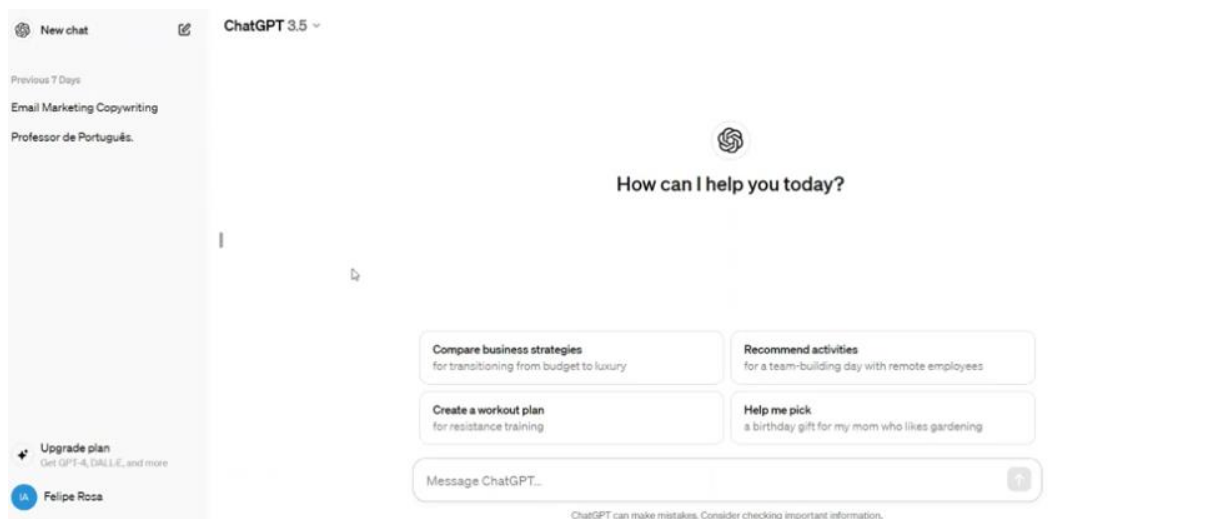 New chat
Previous 7 Days
Email Marketing Copywriting
Professor de Português.
Upgrade plan
Get GPT-4, DALL·E, and more
IA
Felipe Rosa
ChatGPT 3.5
How can I help you today?
Compare business strategies
for transitioning from budget to luxury
Recommend activities
for a team-building day with remote employees
Create a workout plan
for resistance training
Help me pick
a birthday gift for my mom who likes gardening
Message ChatGPT...
ChatGPT can make mistakes. Consider checking important information.